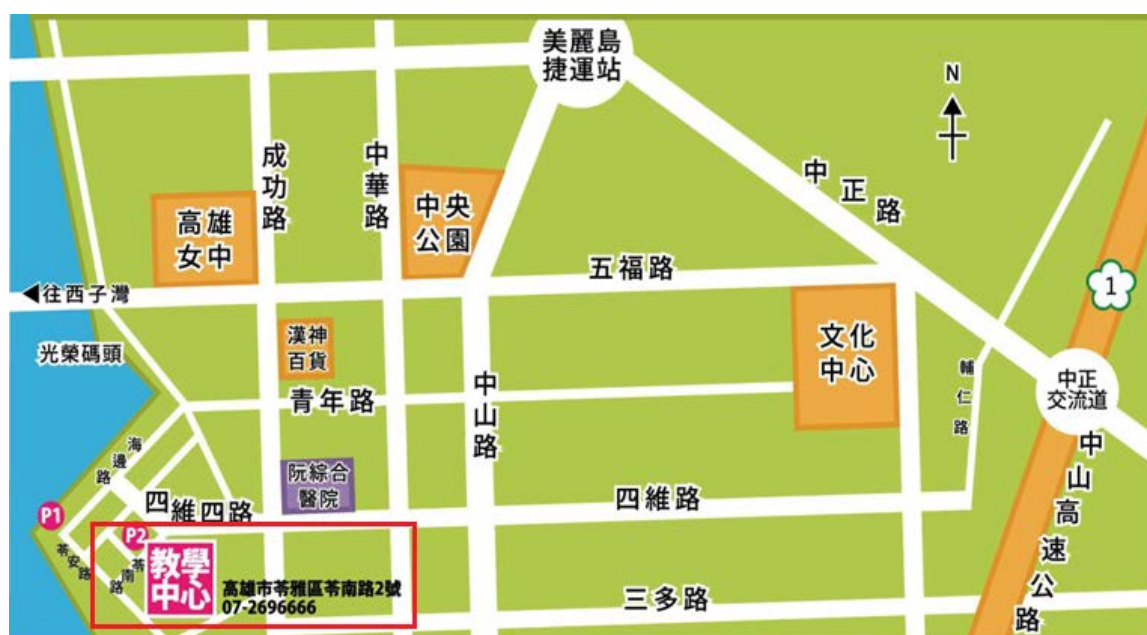 美麗島
捷運站
N
成功路
中華路
中正路
高雄
女中
中央
公園
五福路
1
◀往西子灣
漢神
百貨
文化
中心
光榮碼頭
中山路
輔仁路
中正
交流道
青年路
海邊路
阮綜合
醫院
四維四路
四維路
中山高速公路
P1
P2
苓安路
苓南路
教學
中心
高雄市苓雅區苓南路2號
07-2696666
三多路